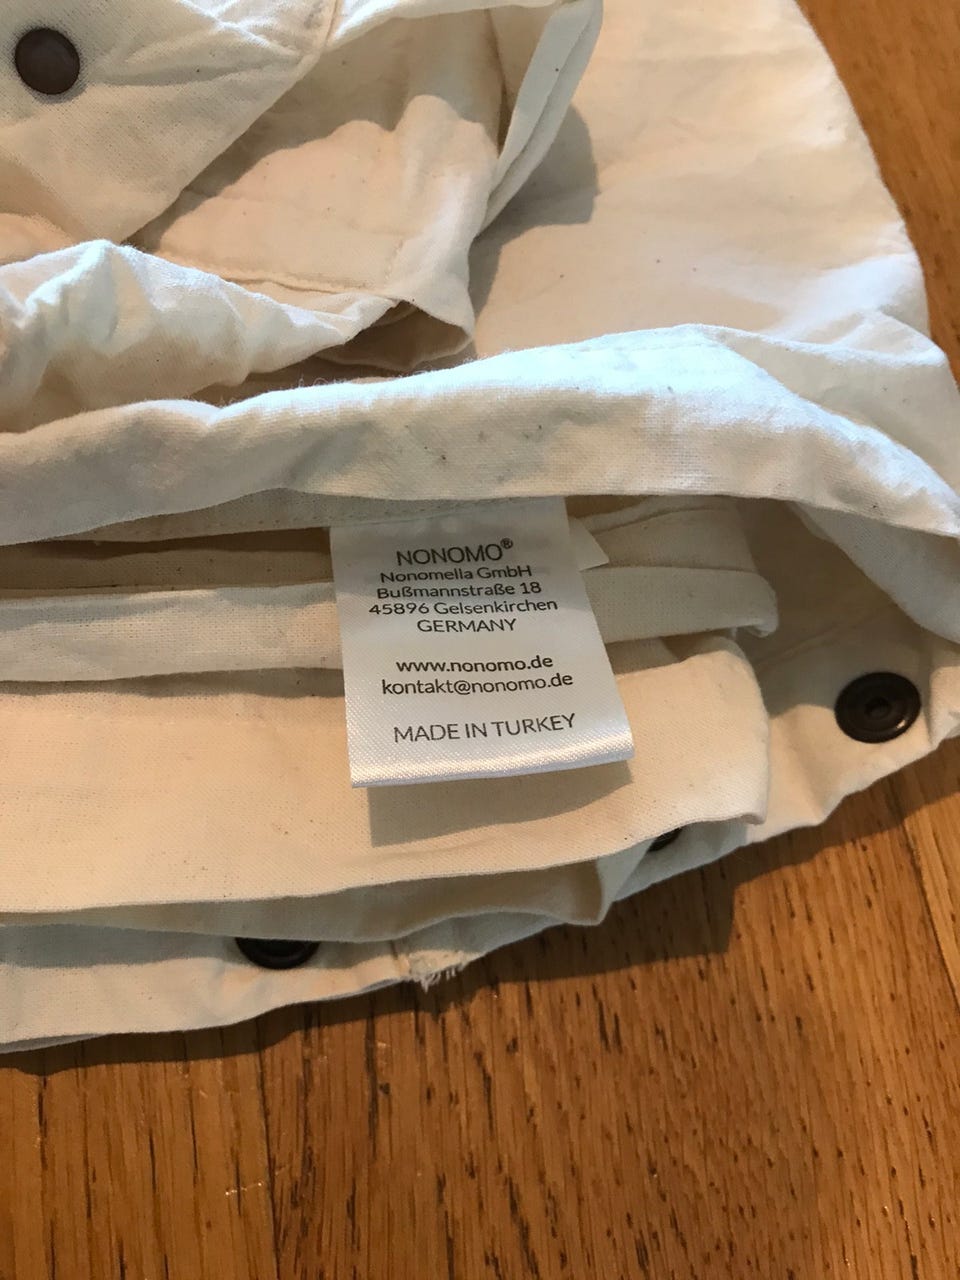 NONOMO®
Nonomella GmbH
Bußmannstraße 18
45896 Gelsenkirchen
GERMANY
www.nonomo.de
kontakt@nonomo.de
MADE IN TURKEY